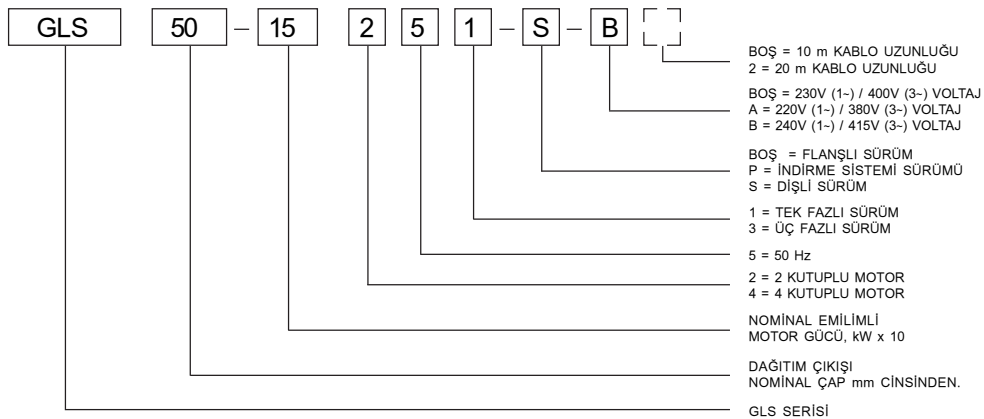 GLS 50 – 15 2 5 1 – S – B
BOŞ = 10 m KABLO UZUNLUĞU
2 = 20 m KABLO UZUNLUĞU
BOŞ = 230V (1~) / 400V (3~) VOLTAJ
A = 220V (1~) / 380V (3~) VOLTAJ
B = 240V (1~) / 415V (3~) VOLTAJ
BOŞ = FLANŞLI SÜRÜM
P = İNDİRME SİSTEMİ SÜRÜMÜ
S = DİŞLİ SÜRÜM
1 = TEK FAZLI SÜRÜM
3 = ÜÇ FAZLI SÜRÜM
5 = 50 Hz
2 = 2 KUTUPLU MOTOR
4 = 4 KUTUPLU MOTOR
NOMİNAL EMİLİMLİ
MOTOR GÜCÜ, kW x 10
DAĞITIM ÇIKIŞI
NOMİNAL ÇAP mm CİNSİNDEN.
GLS SERİSİ